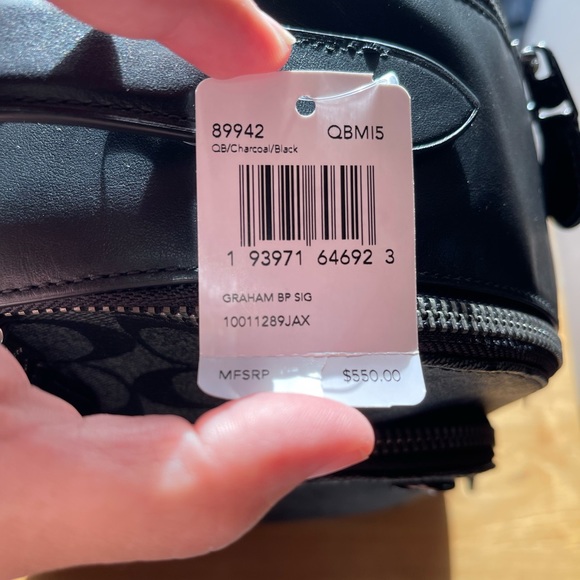 89942 QBMI5
QB/Charcoal/Black
1 93971 64692 3
GRAHAM BP SIG
10011289JAX
MFSRP $550.00